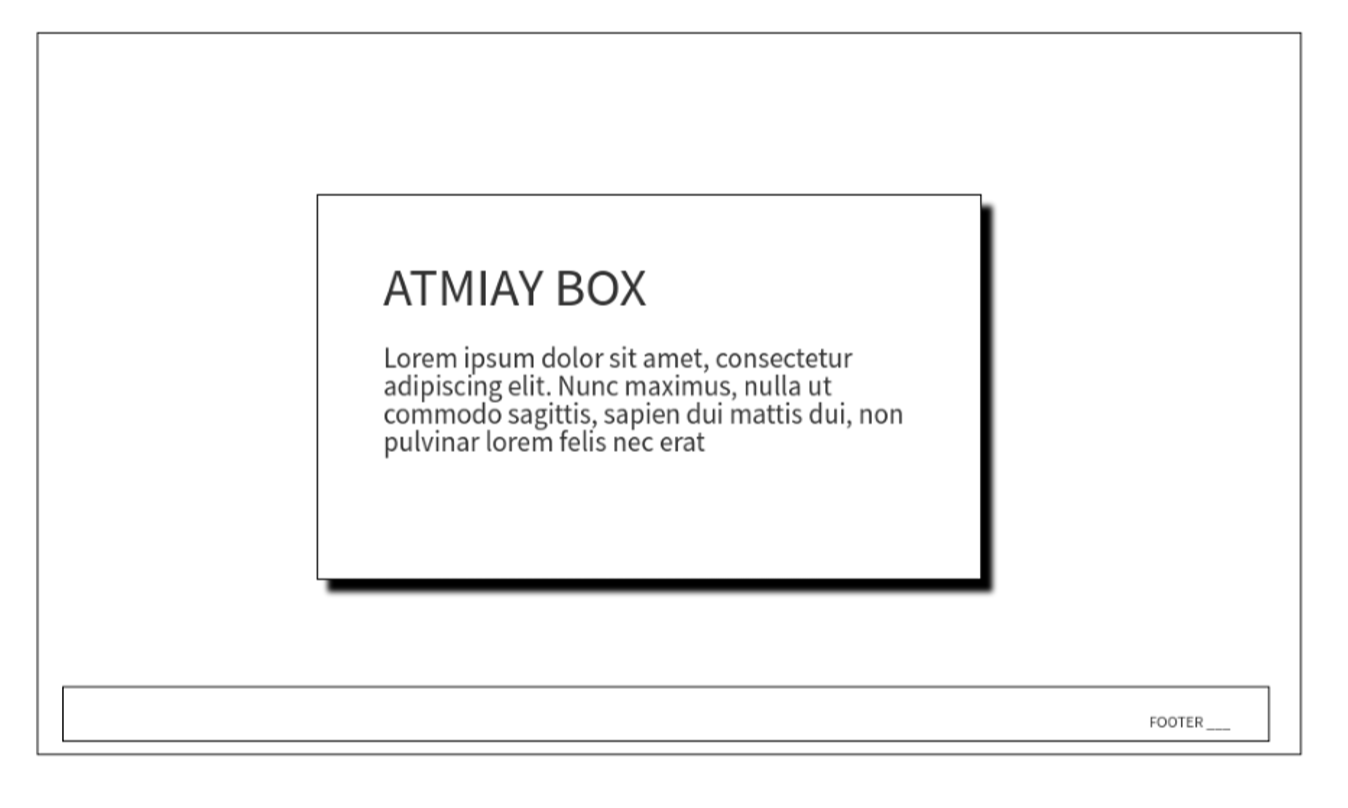 ATMIAY BOX
Lorem ipsum dolor sit amet, consectetur
adipiscing elit. Nunc maximus, nulla ut
commodo sagittis, sapien dui mattis dui, non
pulvinar lorem felis nec erat
FOOTER ___